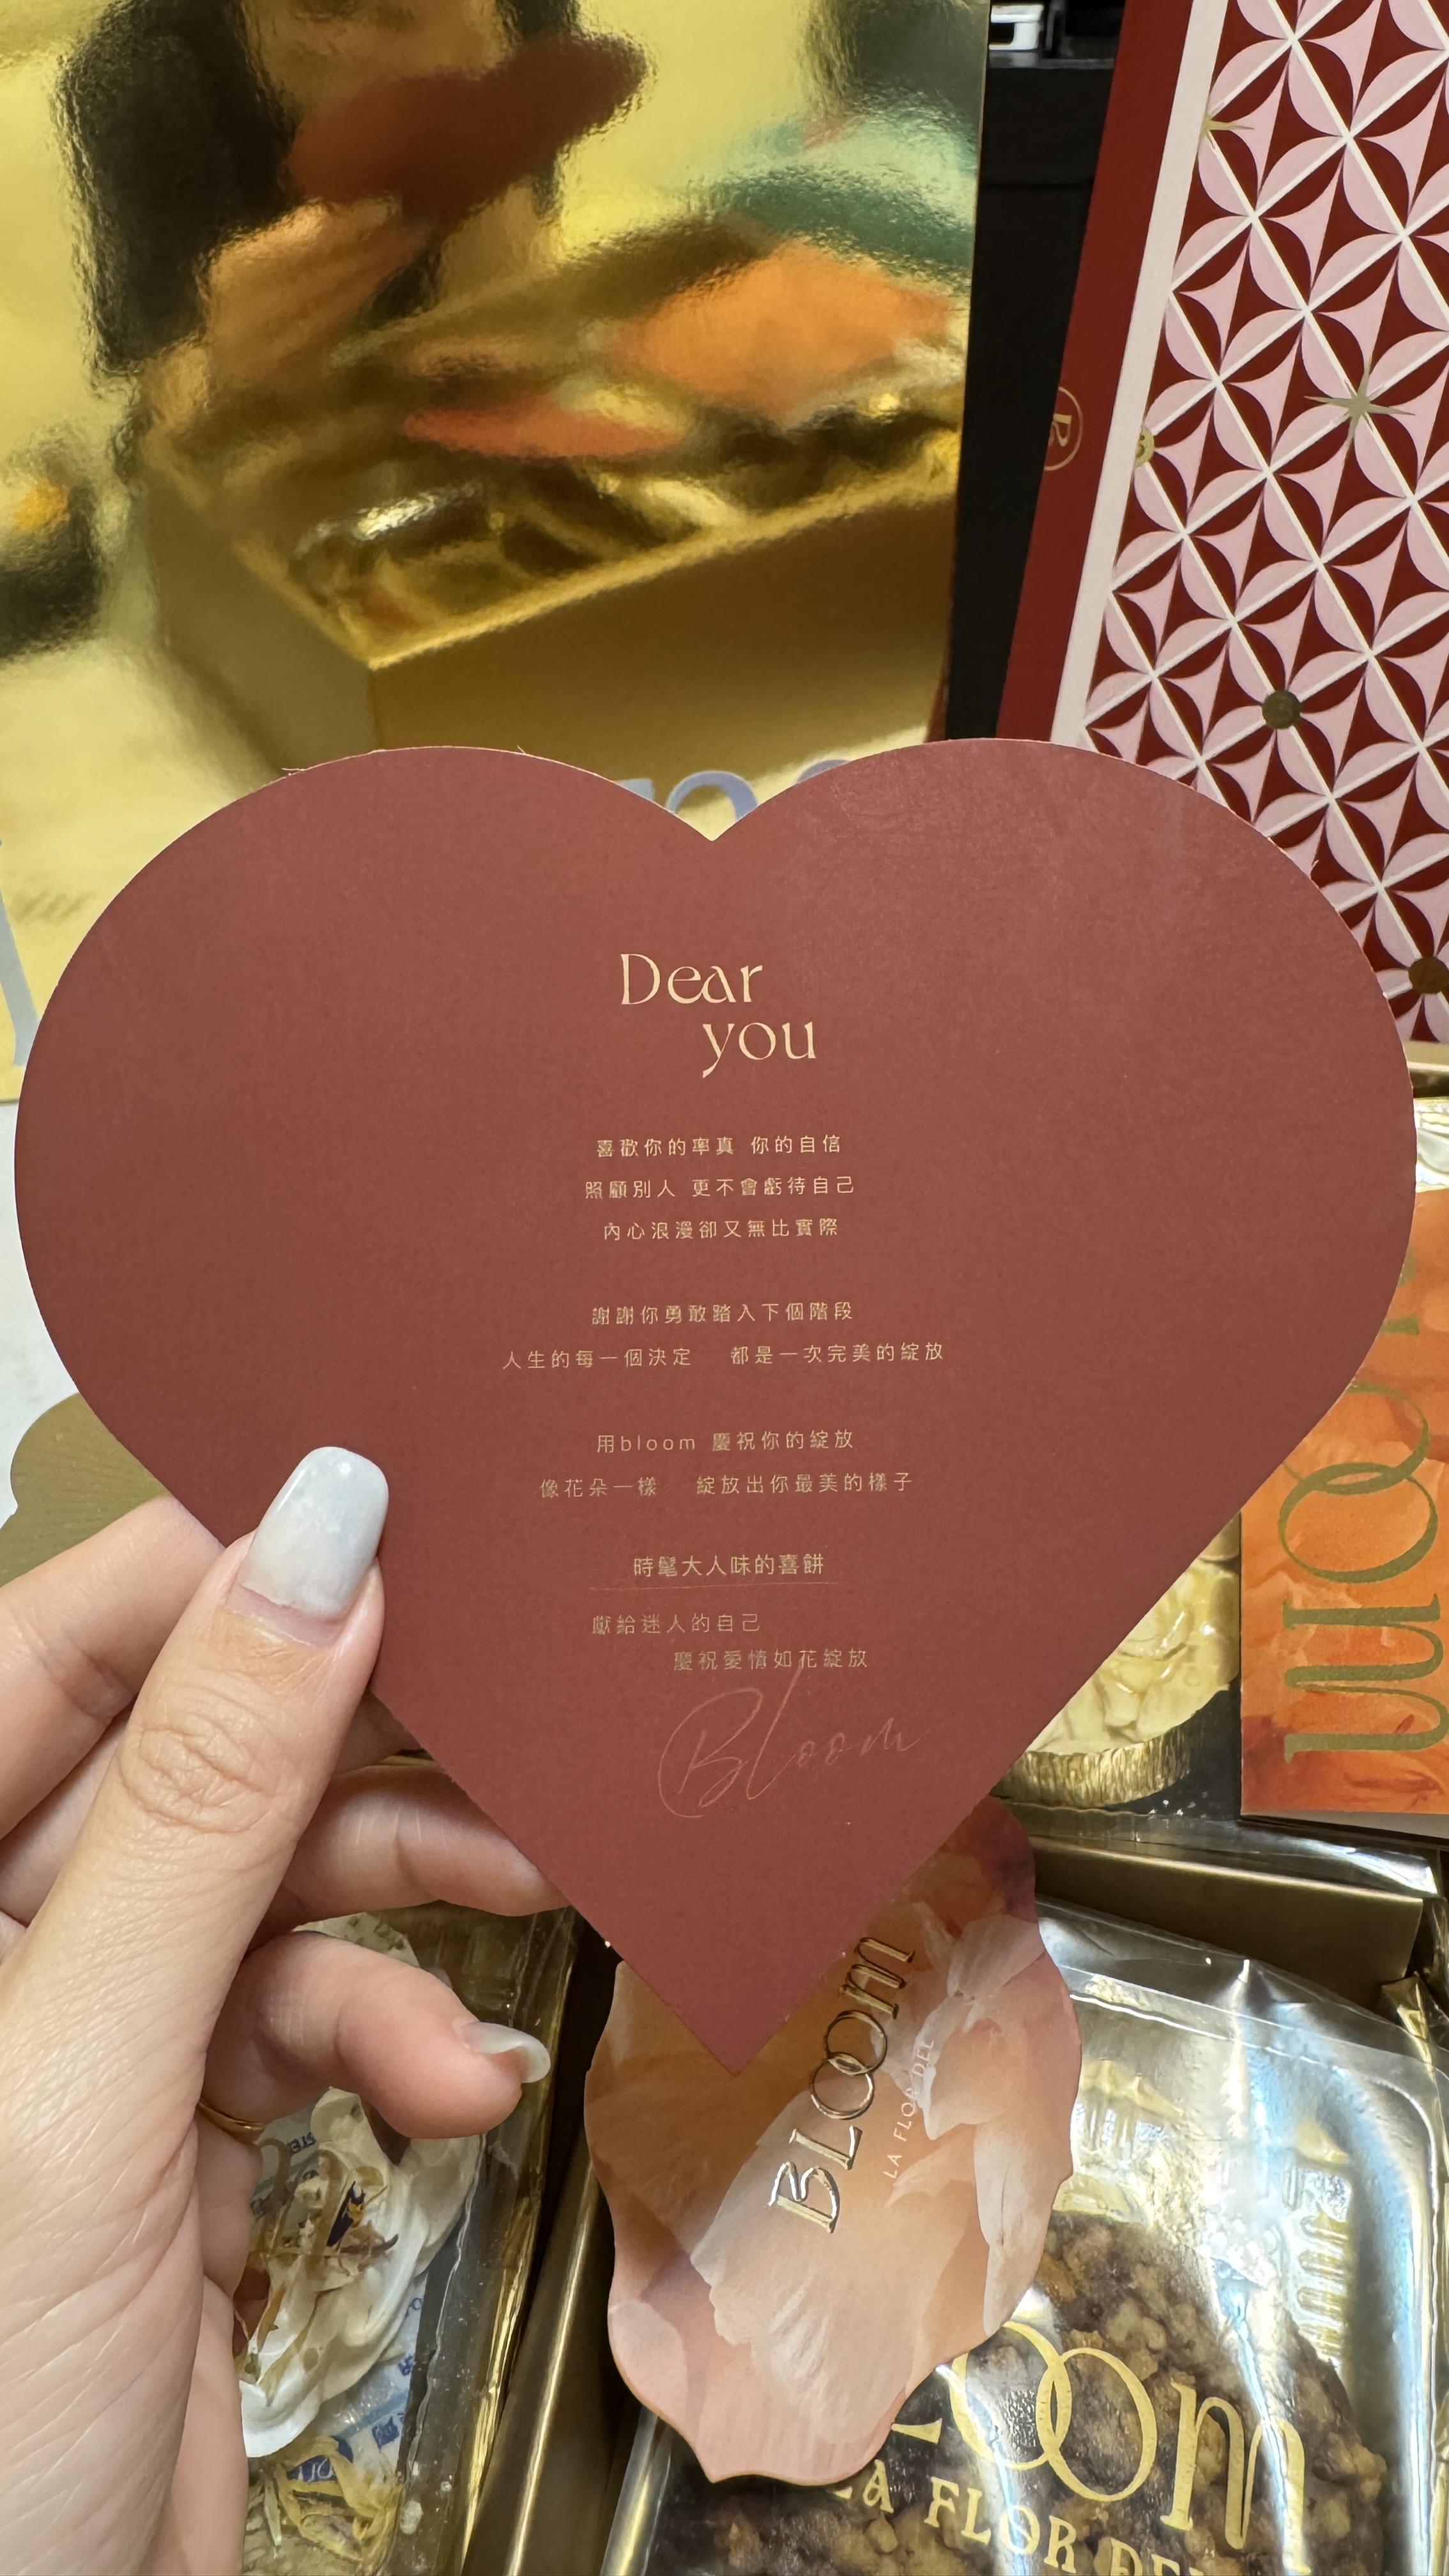 Dear
you
喜歡你的率真 你的自信
照顧別人 更不會虧待自己
內心浪漫卻又無比實際
謝謝你勇敢踏入下個階段
人生的每一個決定 都是一次完美的綻放
用bloom 慶祝你的綻放
像花朵一樣 綻放出你最美的樣子
時髦大人味的喜餅
獻給迷人的自己
慶祝愛情如花綻放
Bloom
BLOOM
LA FLOR DEL
LOOM
LA FLOR DEL